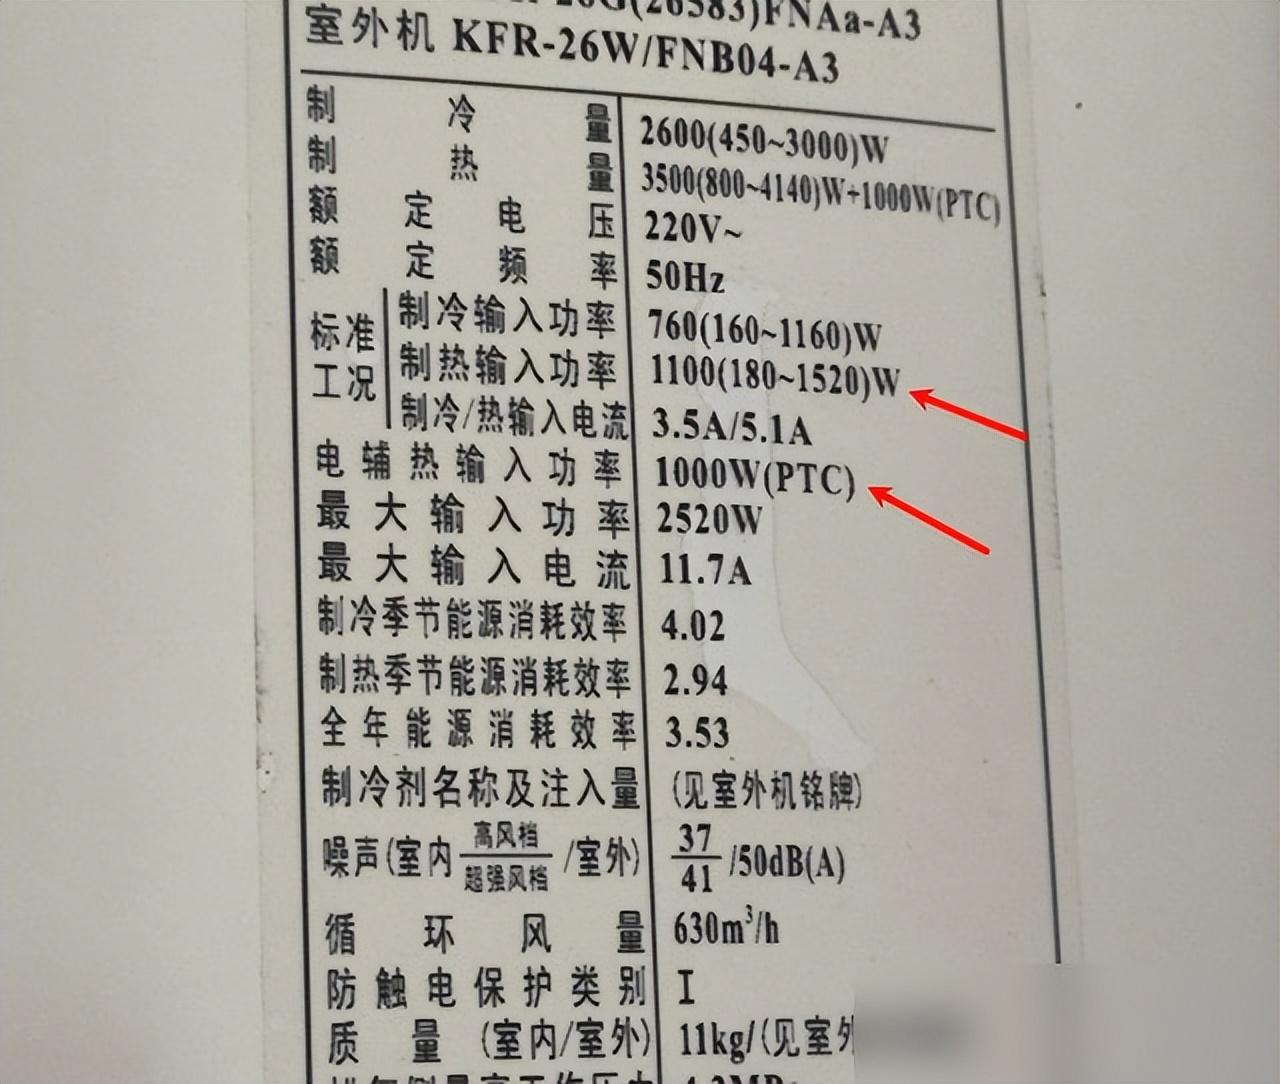 26G(26583)FNAa-A3
室外机 KFR-26W/FNB04-A3
制冷量 2600(450~3000)W
制热量 3500(800~4140)W+1000W(PTC)
额定电压 220V~
额定频率 50Hz
标准工况 制冷输入功率 760(160~1160)W
制热输入功率 1100(180~1520)W
制冷/热输入电流 3.5A/5.1A
电辅热输入功率 1000W(PTC)
最大输入功率 2520W
最大输入电流 11.7A
制冷季节能源消耗效率 4.02
制热季节能源消耗效率 2.94
全年能源消耗效率 3.53
制冷剂名称及注入量 (见室外机铭牌)
噪声(室内 高风档/超强风档 /室外) 37/41 /50dB(A)
循环风量 630m³/h
防触电保护类别 I
质量(室内/室外) 11kg/(见室外